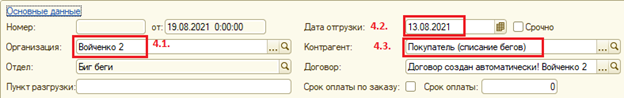 Основные данные
Номер: от: 19.08.2021 0:00:00 Дата отгрузки: 4.2. 13.08.2021 Срочно
Организация: Войченко 2 ... 4.1. Контрагент: 4.3. Покупатель (списание бегов) ...
Отдел: Биг беги ... Договор: Договор создан автоматически! Войченко 2 ...
Пункт разгрузки: Срок оплаты по заказу: Срок оплаты: 0